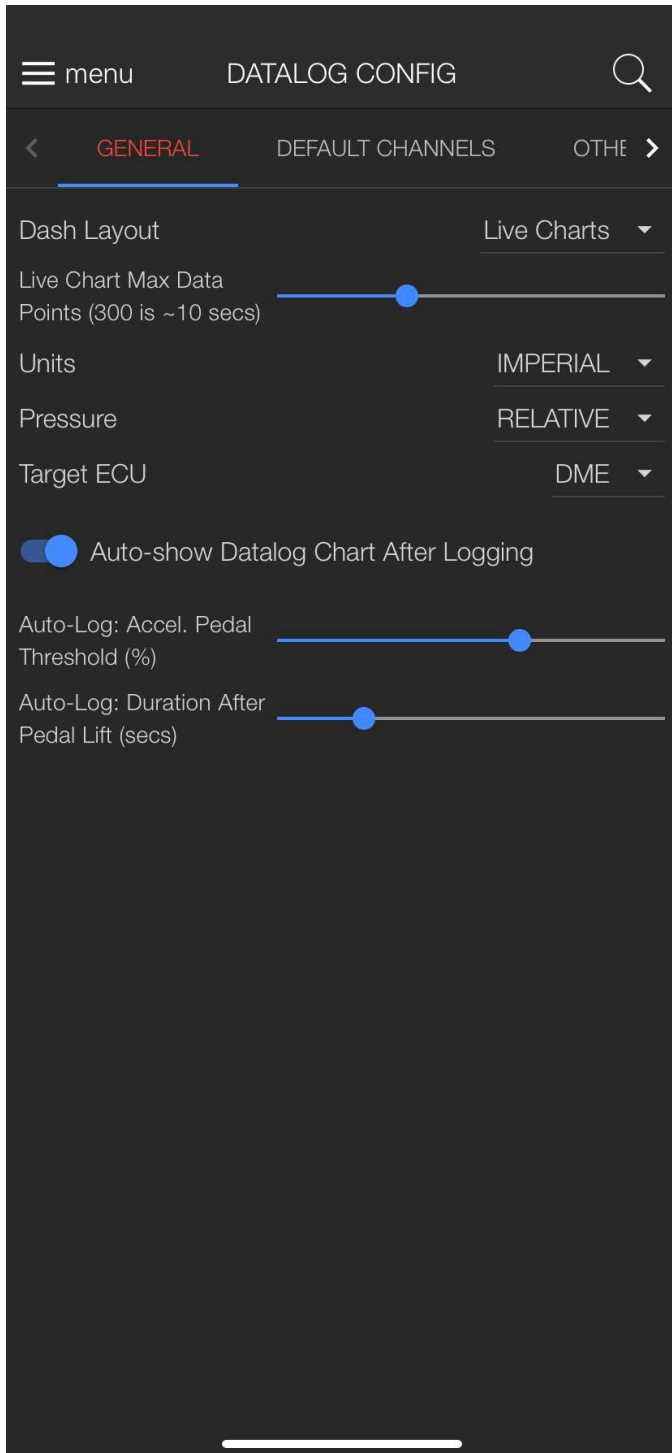 menu
DATALOG CONFIG
GENERAL
DEFAULT CHANNELS
OTHE
Dash Layout
Live Charts
Live Chart Max Data
Points (300 is ~10 secs)
Units
IMPERIAL
Pressure
RELATIVE
Target ECU
DME
Auto-show Datalog Chart After Logging
Auto-Log: Accel. Pedal
Threshold (%)
Auto-Log: Duration After
Pedal Lift (secs)